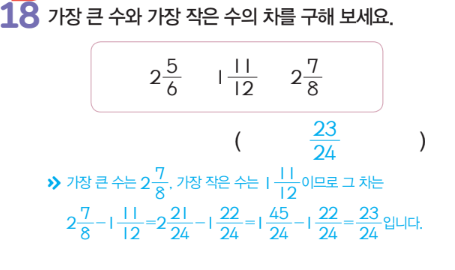 18 가장 큰 수와 가장 작은 수의 차를 구해 보세요.
2 5/6 1 11/12 2 7/8
( 23/24 )
» 가장 큰 수는 2 7/8, 가장 작은 수는 1 11/12이므로 그 차는
2 7/8 - 1 11/12 = 2 21/24 - 1 22/24 = 1 45/24 - 1 22/24 = 23/24입니다.